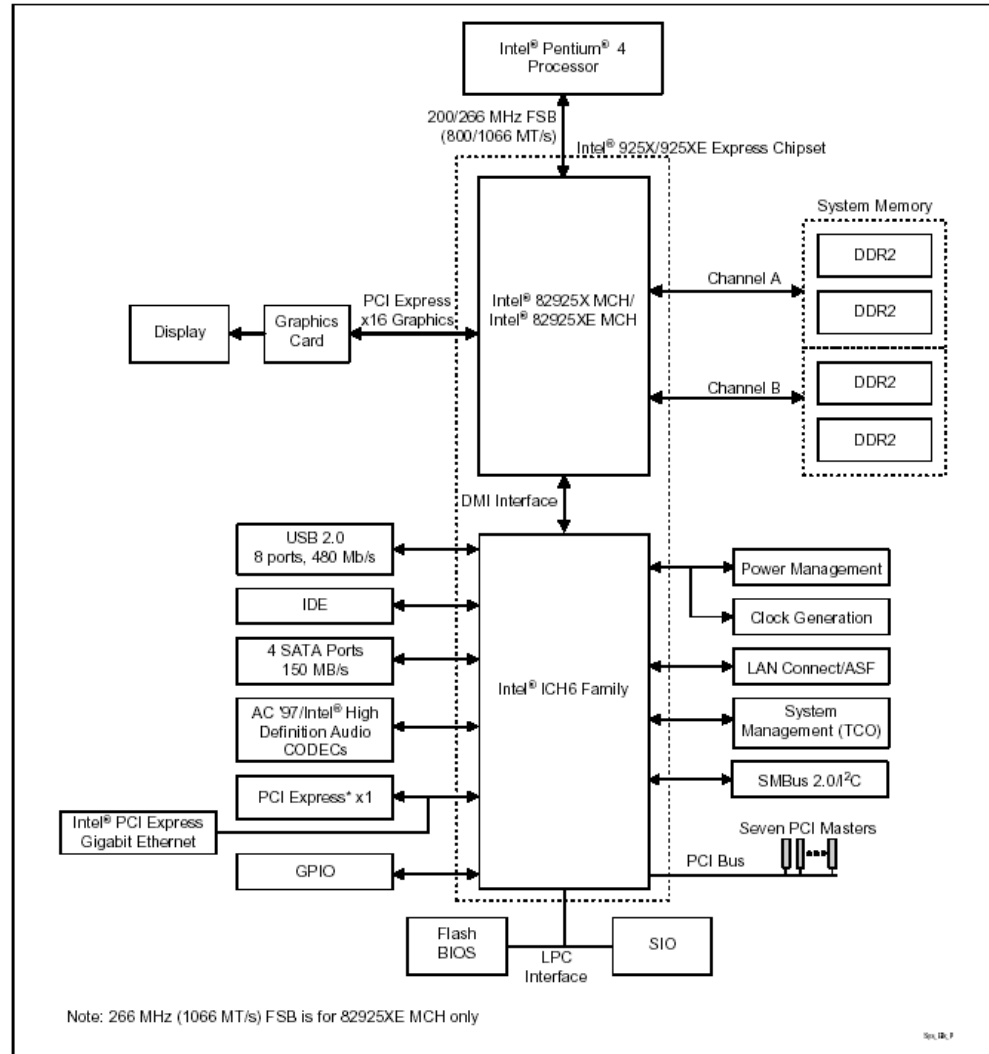 Intel® Pentium® 4
Processor
200/266 MHz FSB
(800/1066 MT/s)
Intel® 925X/925XE Express Chipset
System Memory
DDR2
Channel A
DDR2
PCI Express
x16 Graphics
Intel® 82925X MCH/
Intel® 82925XE MCH
Display
Graphics
Card
DDR2
Channel B
DDR2
DMI Interface
USB 2.0
8 ports, 480 Mb/s
Power Management
IDE
Clock Generation
4 SATA Ports
150 MB/s
LAN Connect/ASF
Intel® ICH6 Family
AC '97/Intel® High
Definition Audio
CODECs
System
Management (TCO)
PCI Express* x1
SMBus 2.0/I²C
Intel® PCI Express
Gigabit Ethernet
Seven PCI Masters
PCI Bus
GPIO
Flash
BIOS
SIO
LPC
Interface
Note: 266 MHz (1066 MT/s) FSB is for 82925XE MCH only